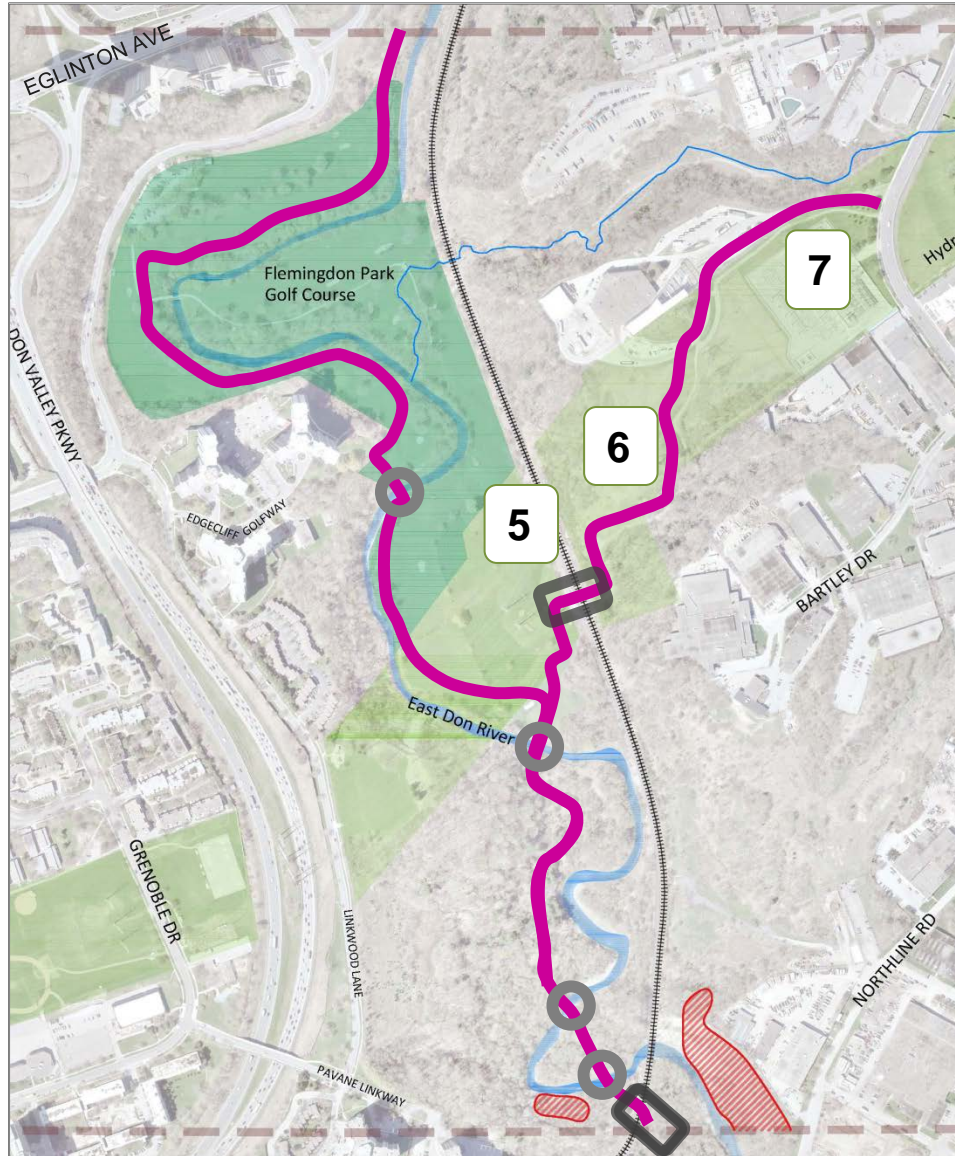 EGLINTON AVE
7
Flemingdon Park
Golf Course
Hydr
DON VALLEY PKWY
6
5
EDGECLIFF GOLFWAY
BARTLEY DR
East Don River
GRENOBLE DR
LINKWOOD LANE
NORTHLINE RD
PAVANE LINKWAY